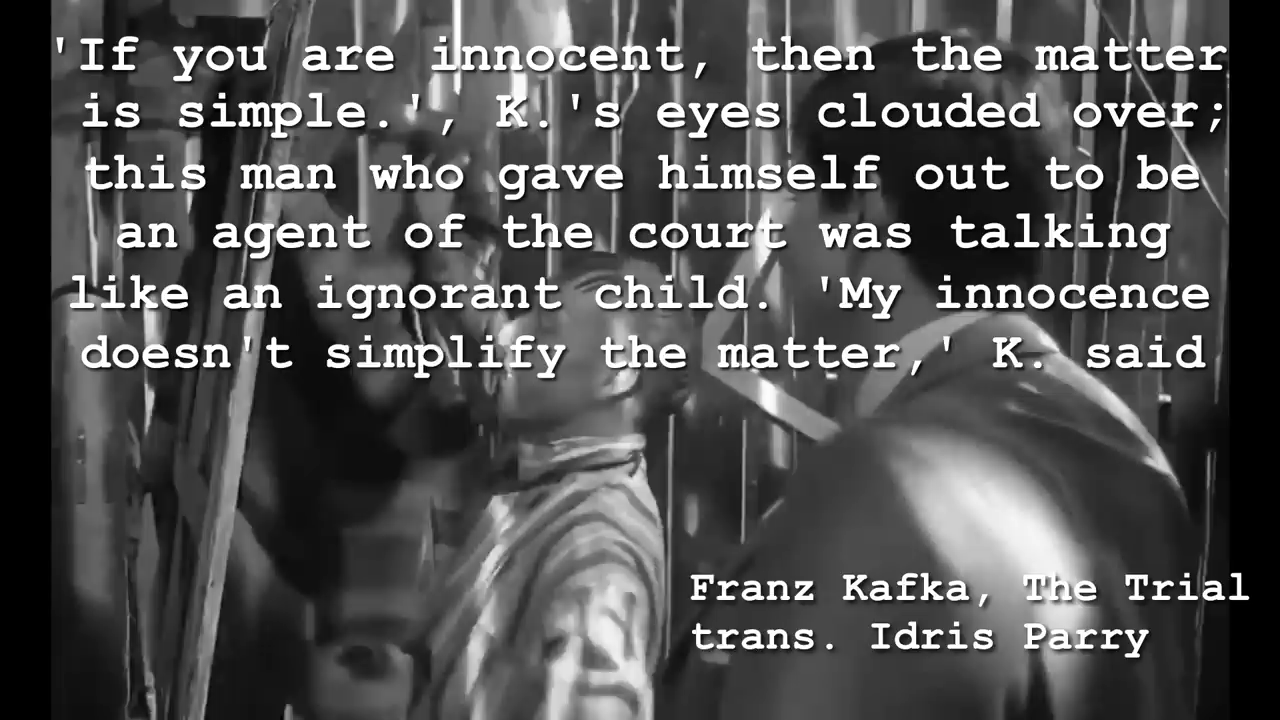 'If you are innocent, then the matter
is simple.', K.'s eyes clouded over;
this man who gave himself out to be
an agent of the court was talking
like an ignorant child. 'My innocence
doesn't simplify the matter,' K. said
Franz Kafka, The Trial
trans. Idris Parry